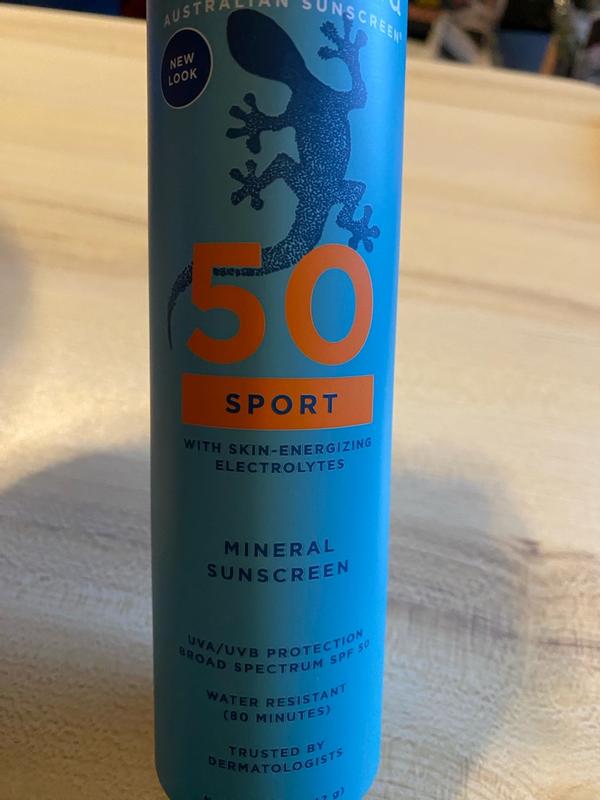 AUSTRALIAN SUNSCREEN®
NEW
LOOK
50
SPORT
WITH SKIN-ENERGIZING
ELECTROLYTES
MINERAL
SUNSCREEN
UVA/UVB PROTECTION
BROAD SPECTRUM SPF 50
WATER RESISTANT
(80 MINUTES)
TRUSTED BY
DERMATOLOGISTS